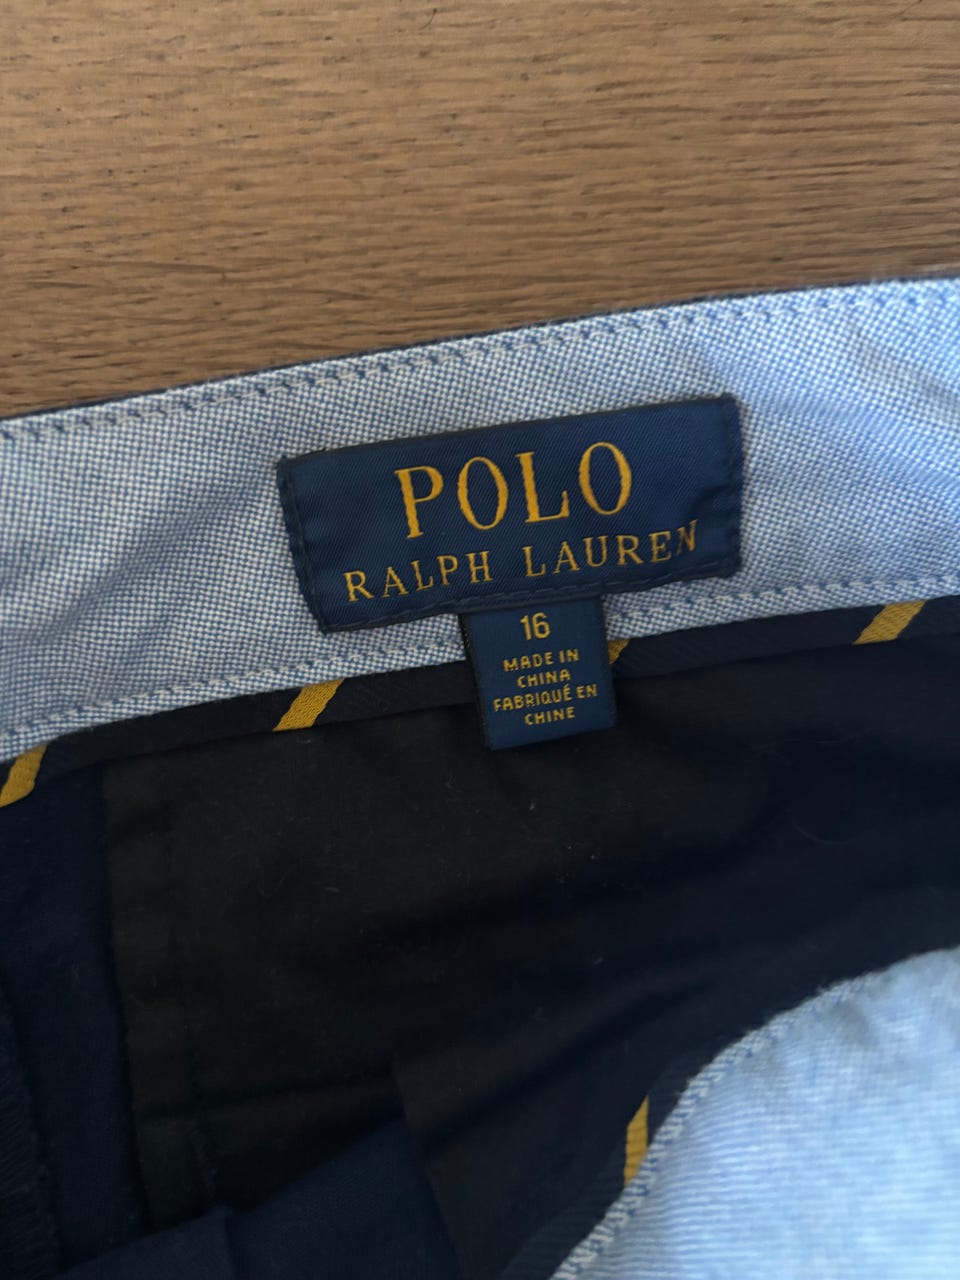 POLO
RALPH LAUREN
16
MADE IN
CHINA
FABRIQUÉ EN
CHINE